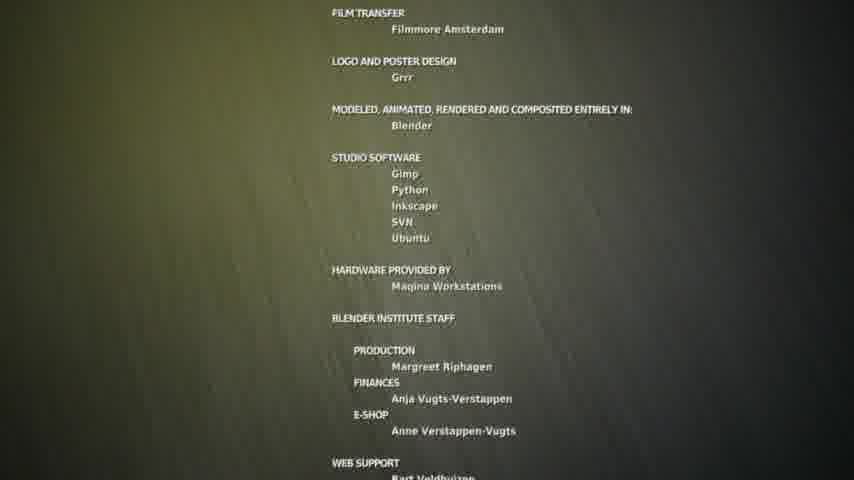 FILM TRANSFER
Filmmore Amsterdam
LOGO AND POSTER DESIGN
Grrr
MODELED, ANIMATED, RENDERED AND COMPOSITED ENTIRELY IN:
Blender
STUDIO SOFTWARE
Gimp
Python
Inkscape
SVN
Ubuntu
HARDWARE PROVIDED BY
Maqina Workstations
BLENDER INSTITUTE STAFF
PRODUCTION
Margreet Riphagen
FINANCES
Anja Vugts-Verstappen
E-SHOP
Anne Verstappen-Vugts
WEB SUPPORT
Bart Veldhuizen